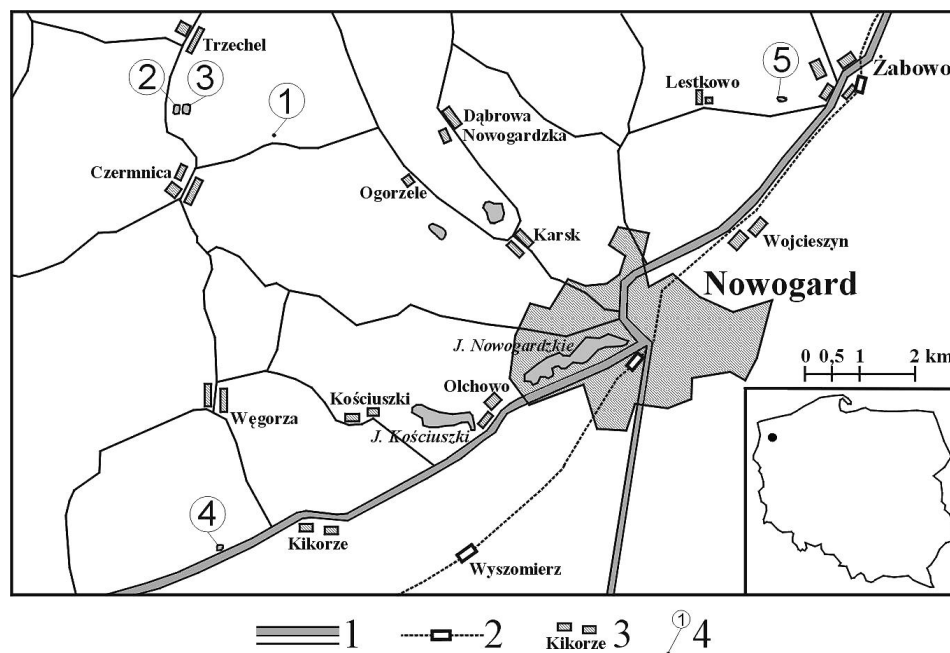 Trzechel
2
3
1
5
Lestkowo
Żabowo
Dąbrowa
Nowogardzka
Czermnica
Ogorzele
Karsk
Wojcieszyn
Nowogard
J. Nowogardzkie
0 0,5 1 2 km
Olchowo
Kościuszki
Węgorza
J. Kościuszki
4
Kikorze
Wyszomierz
1
2
Kikorze 3
1 4